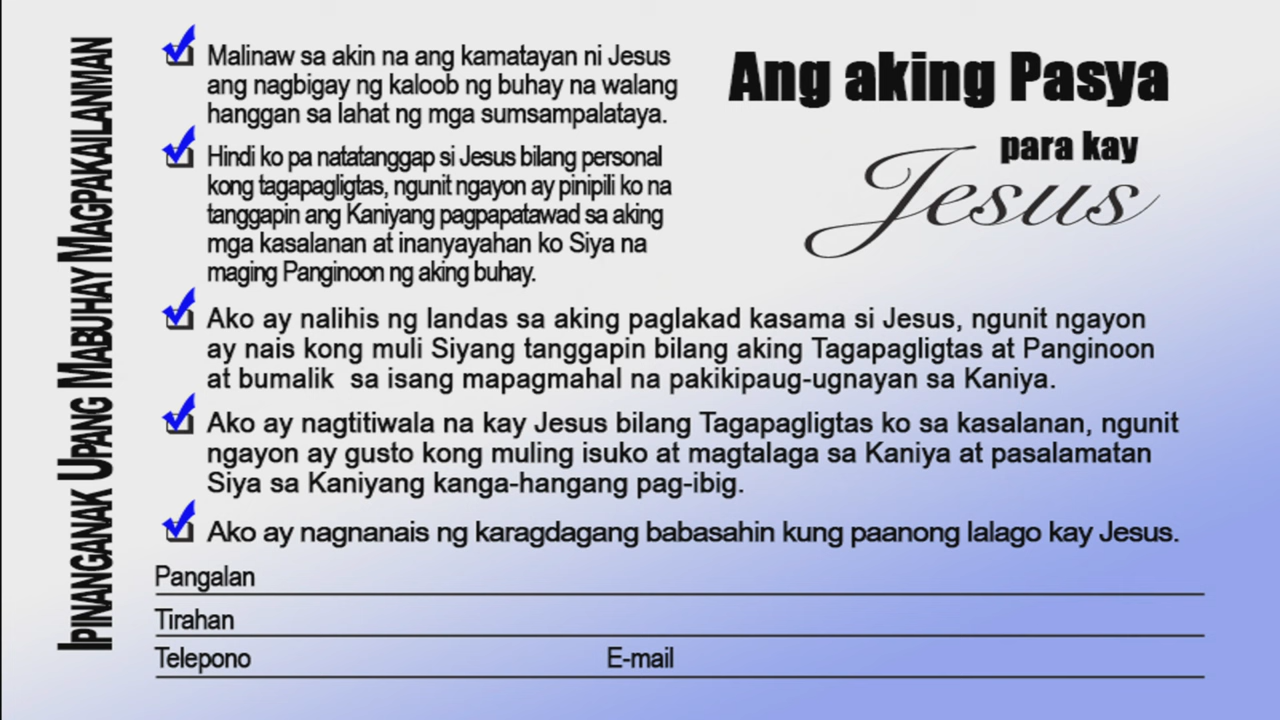 IPINANGANAK UPANG MABUHAY MAGPAKAILANMAN
Ang aking Pasya
para kay
Jesus
Malinaw sa akin na ang kamatayan ni Jesus
ang nagbigay ng kaloob ng buhay na walang
hanggan sa lahat ng mga sumsampalataya.
Hindi ko pa natatanggap si Jesus bilang personal
kong tagapagligtas, ngunit ngayon ay pinipili ko na
tanggapin ang Kaniyang pagpapatawad sa aking
mga kasalanan at inanyayahan ko Siya na
maging Panginoon ng aking buhay.
Ako ay nalihis ng landas sa aking paglakad kasama si Jesus, ngunit ngayon
ay nais kong muli Siyang tanggapin bilang aking Tagapagligtas at Panginoon
at bumalik sa isang mapagmahal na pakikipaug-ugnayan sa Kaniya.
Ako ay nagtitiwala na kay Jesus bilang Tagapagligtas ko sa kasalanan, ngunit
ngayon ay gusto kong muling isuko at magtalaga sa Kaniya at pasalamatan
Siya sa Kaniyang kanga-hangang pag-ibig.
Ako ay nagnanais ng karagdagang babasahin kung paanong lalago kay Jesus.
Pangalan
Tirahan
Telepono E-mail